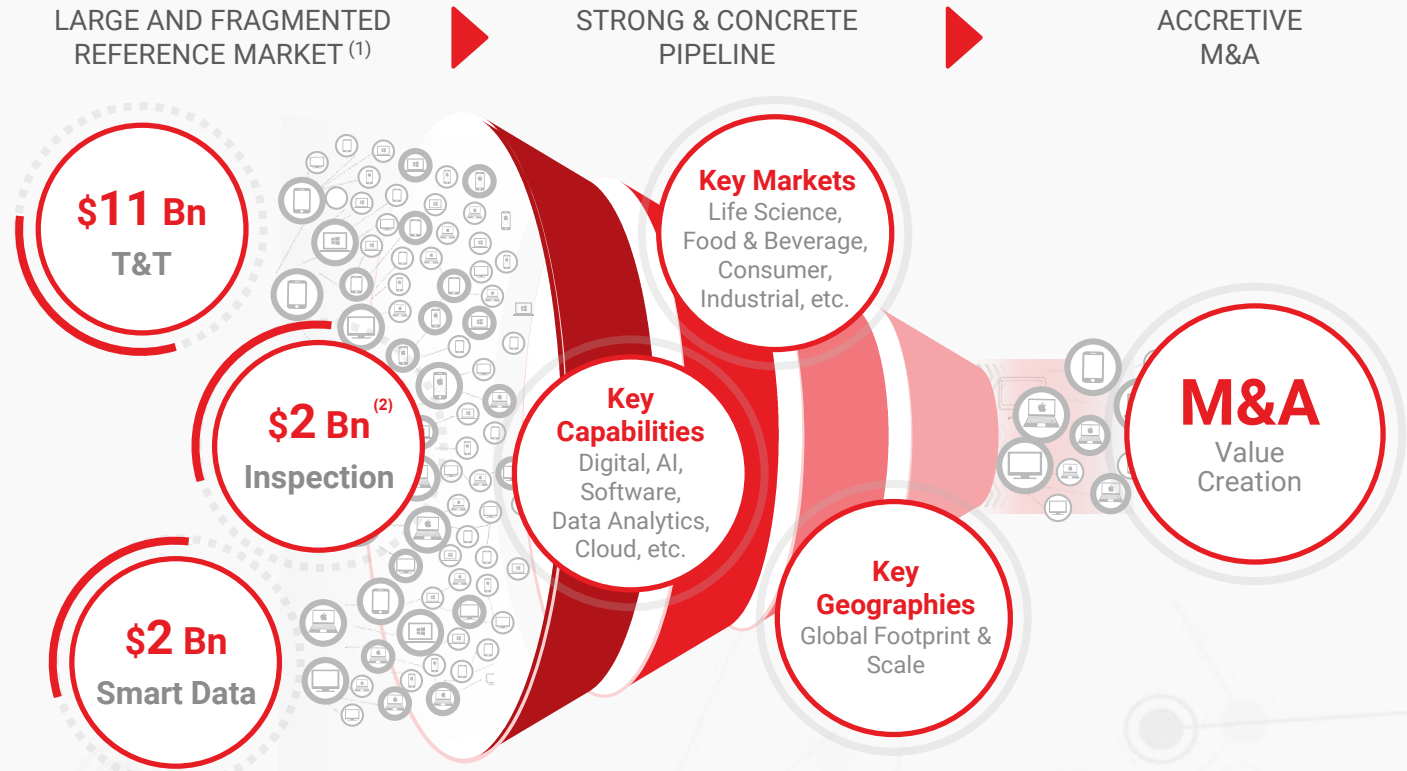 LARGE AND FRAGMENTED
REFERENCE MARKET (1)
STRONG & CONCRETE
PIPELINE
ACCRETIVE
M&A
$11 Bn
T&T
$2 Bn (2)
Inspection
$2 Bn
Smart Data
Key Markets
Life Science,
Food & Beverage,
Consumer,
Industrial, etc.
Key
Capabilities
Digital, AI,
Software,
Data Analytics,
Cloud, etc.
Key
Geographies
Global Footprint &
Scale
M&A
Value
Creation